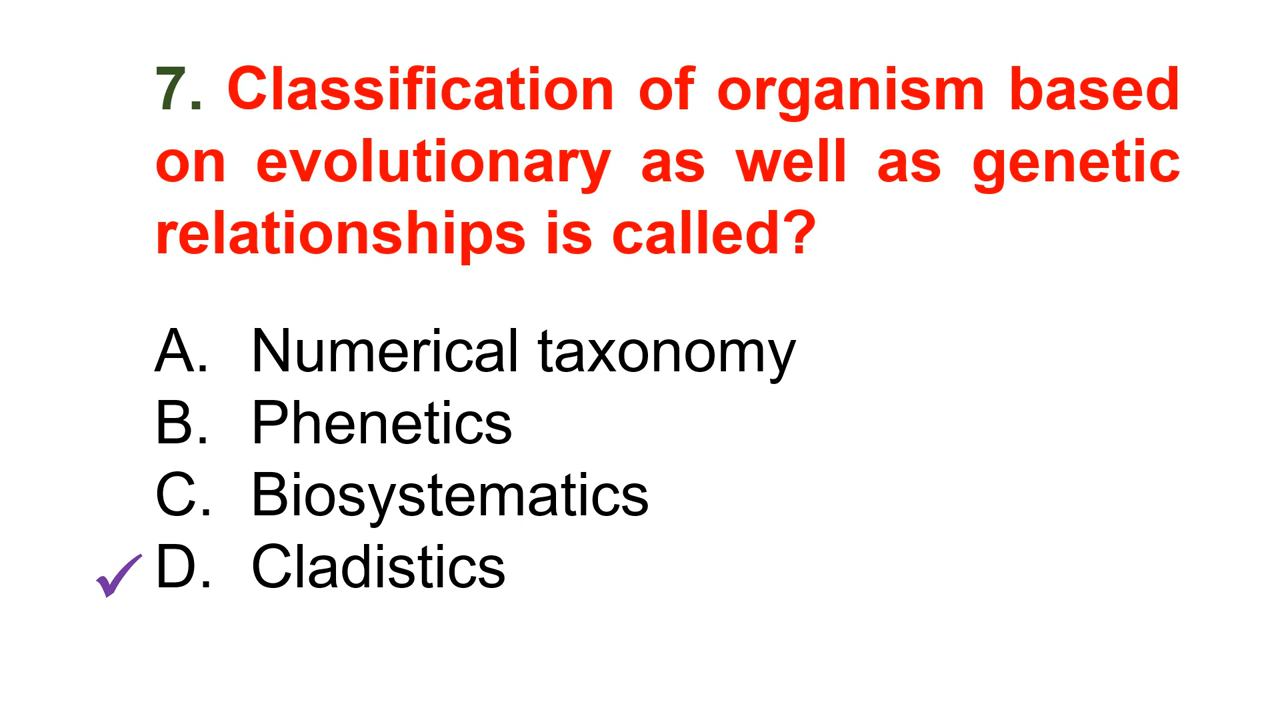 7. Classification of organism based
on evolutionary as well as genetic
relationships is called?
A. Numerical taxonomy
B. Phenetics
C. Biosystematics
D. Cladistics